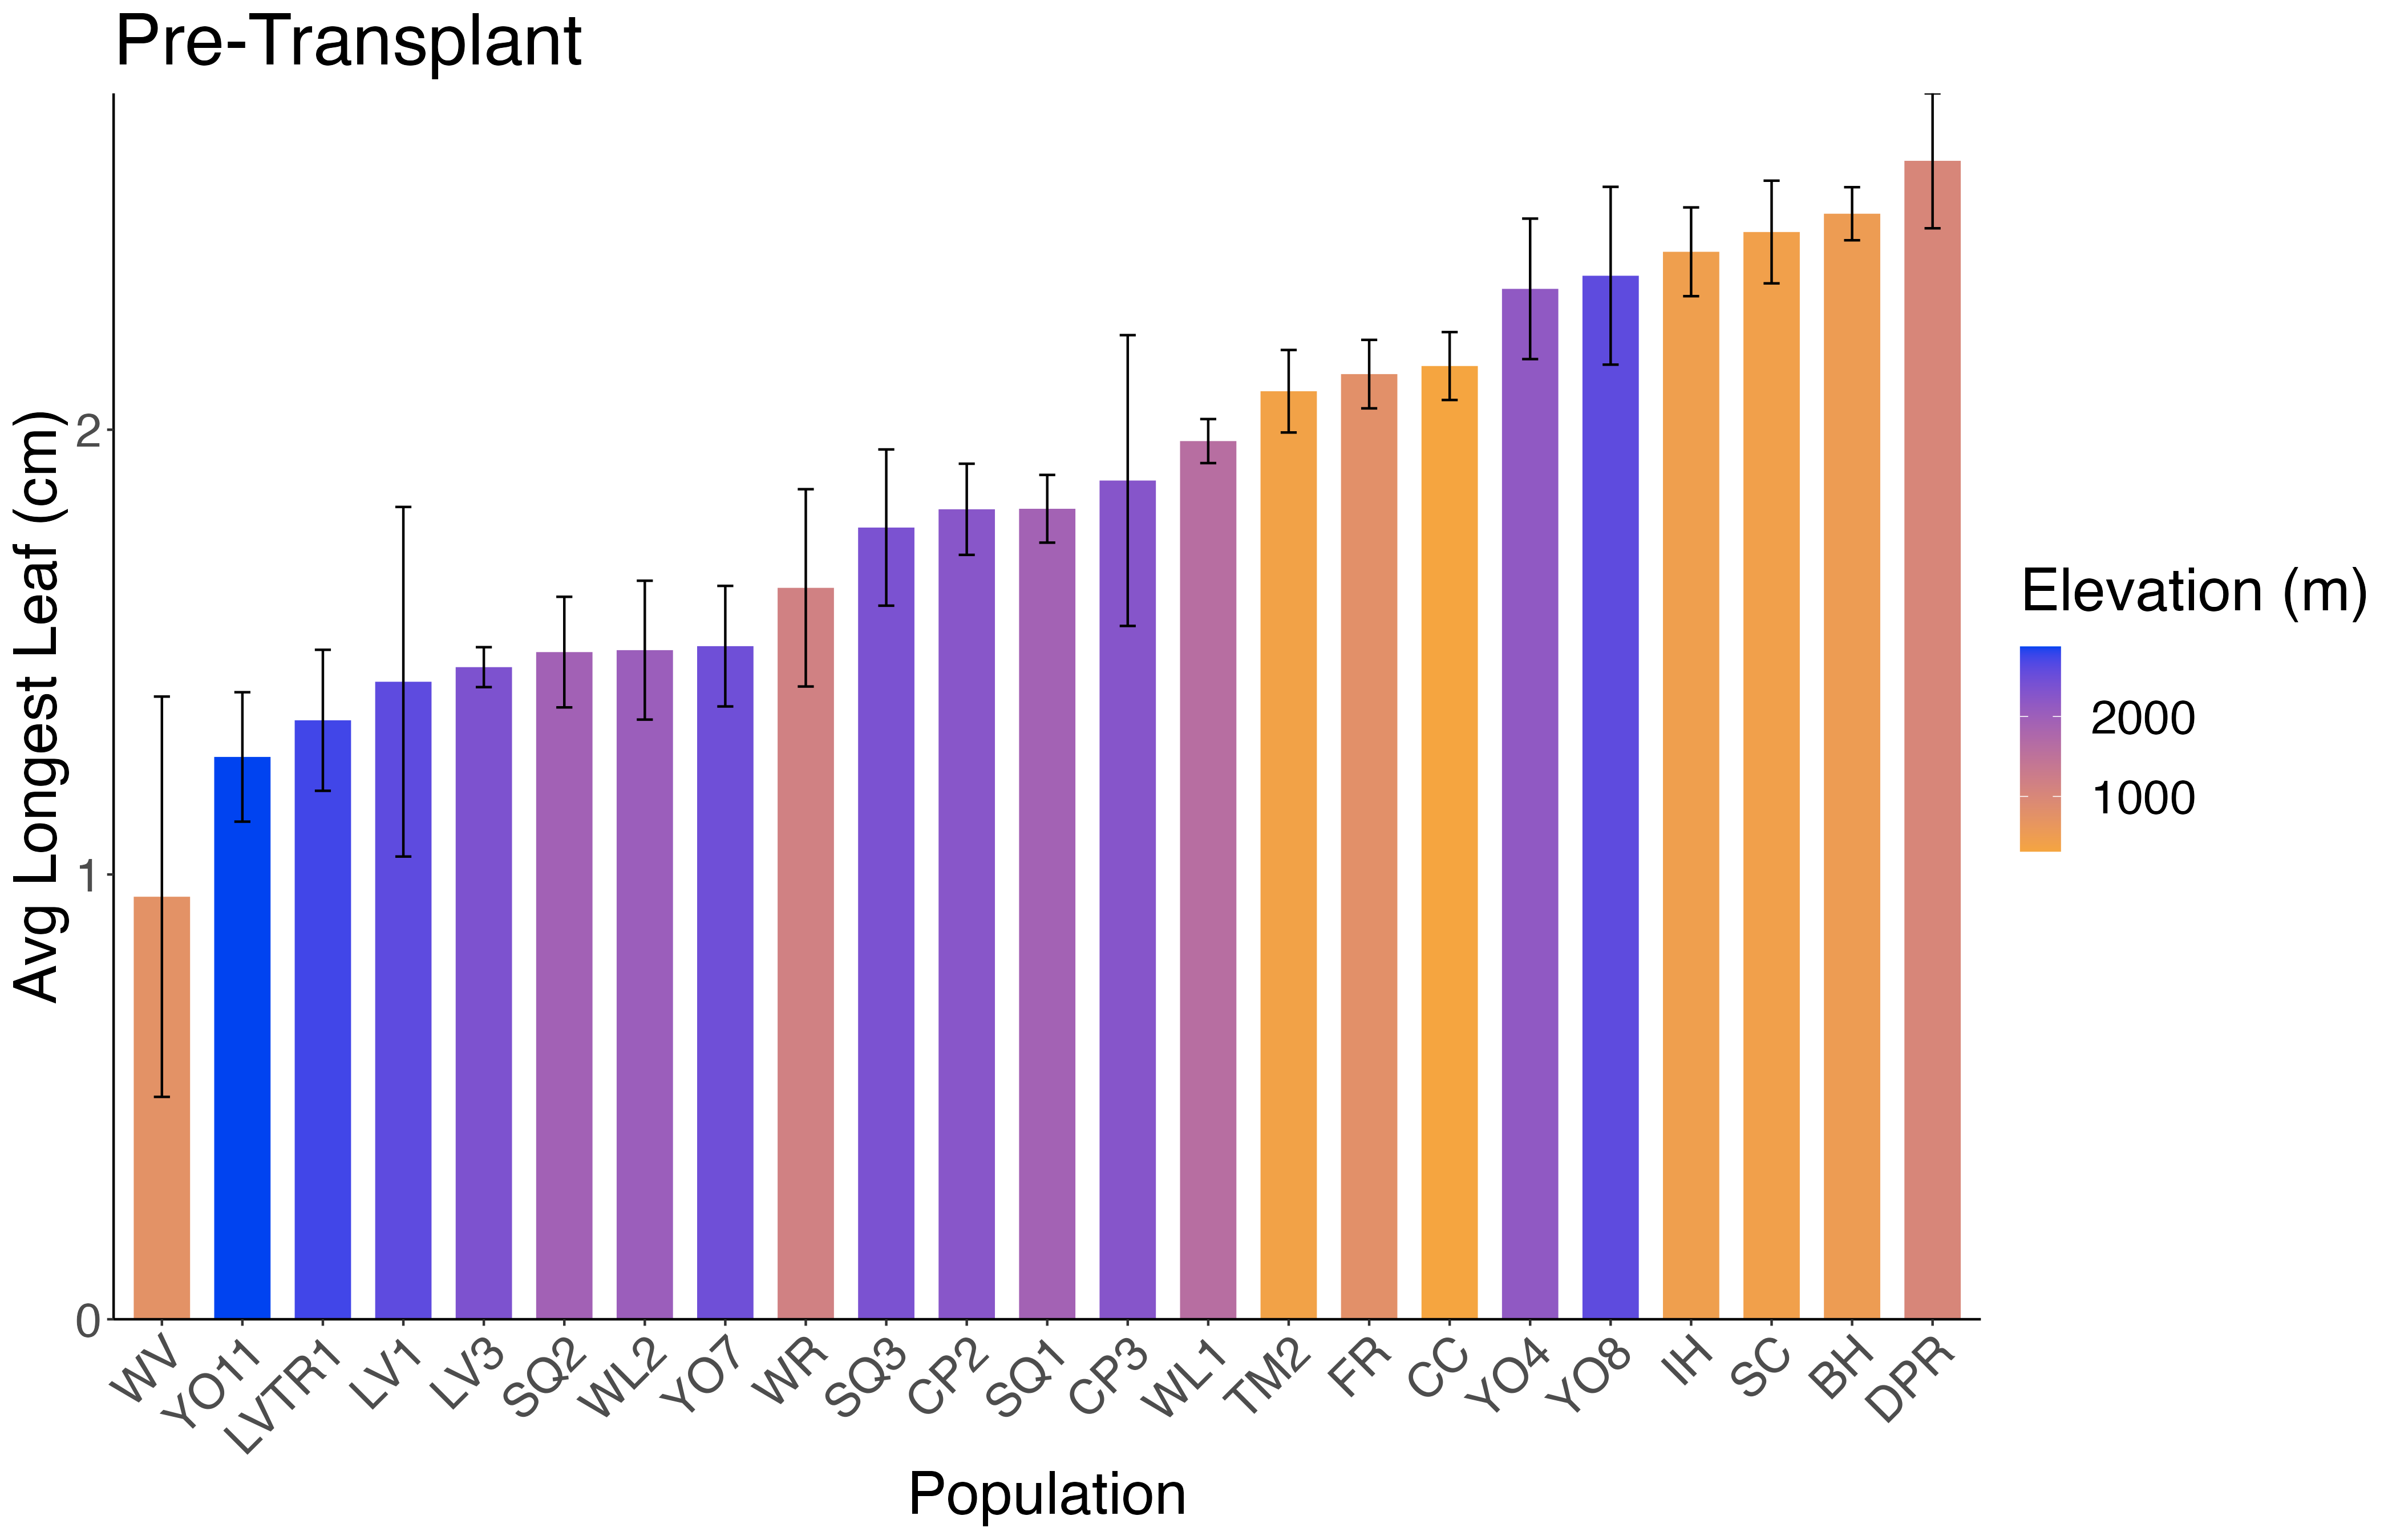 Pre-Transplant
Avg Longest Leaf (cm)
2
1
0
WV
YO11
LVTR1
LV1
LV3
SQ2
WL2
YO7
WR
SQ3
CP2
SQ1
CP3
WL1
TM2
FR
CC
YO4
YO8
IH
SC
BH
DPR
Population
Elevation (m)
2000
1000